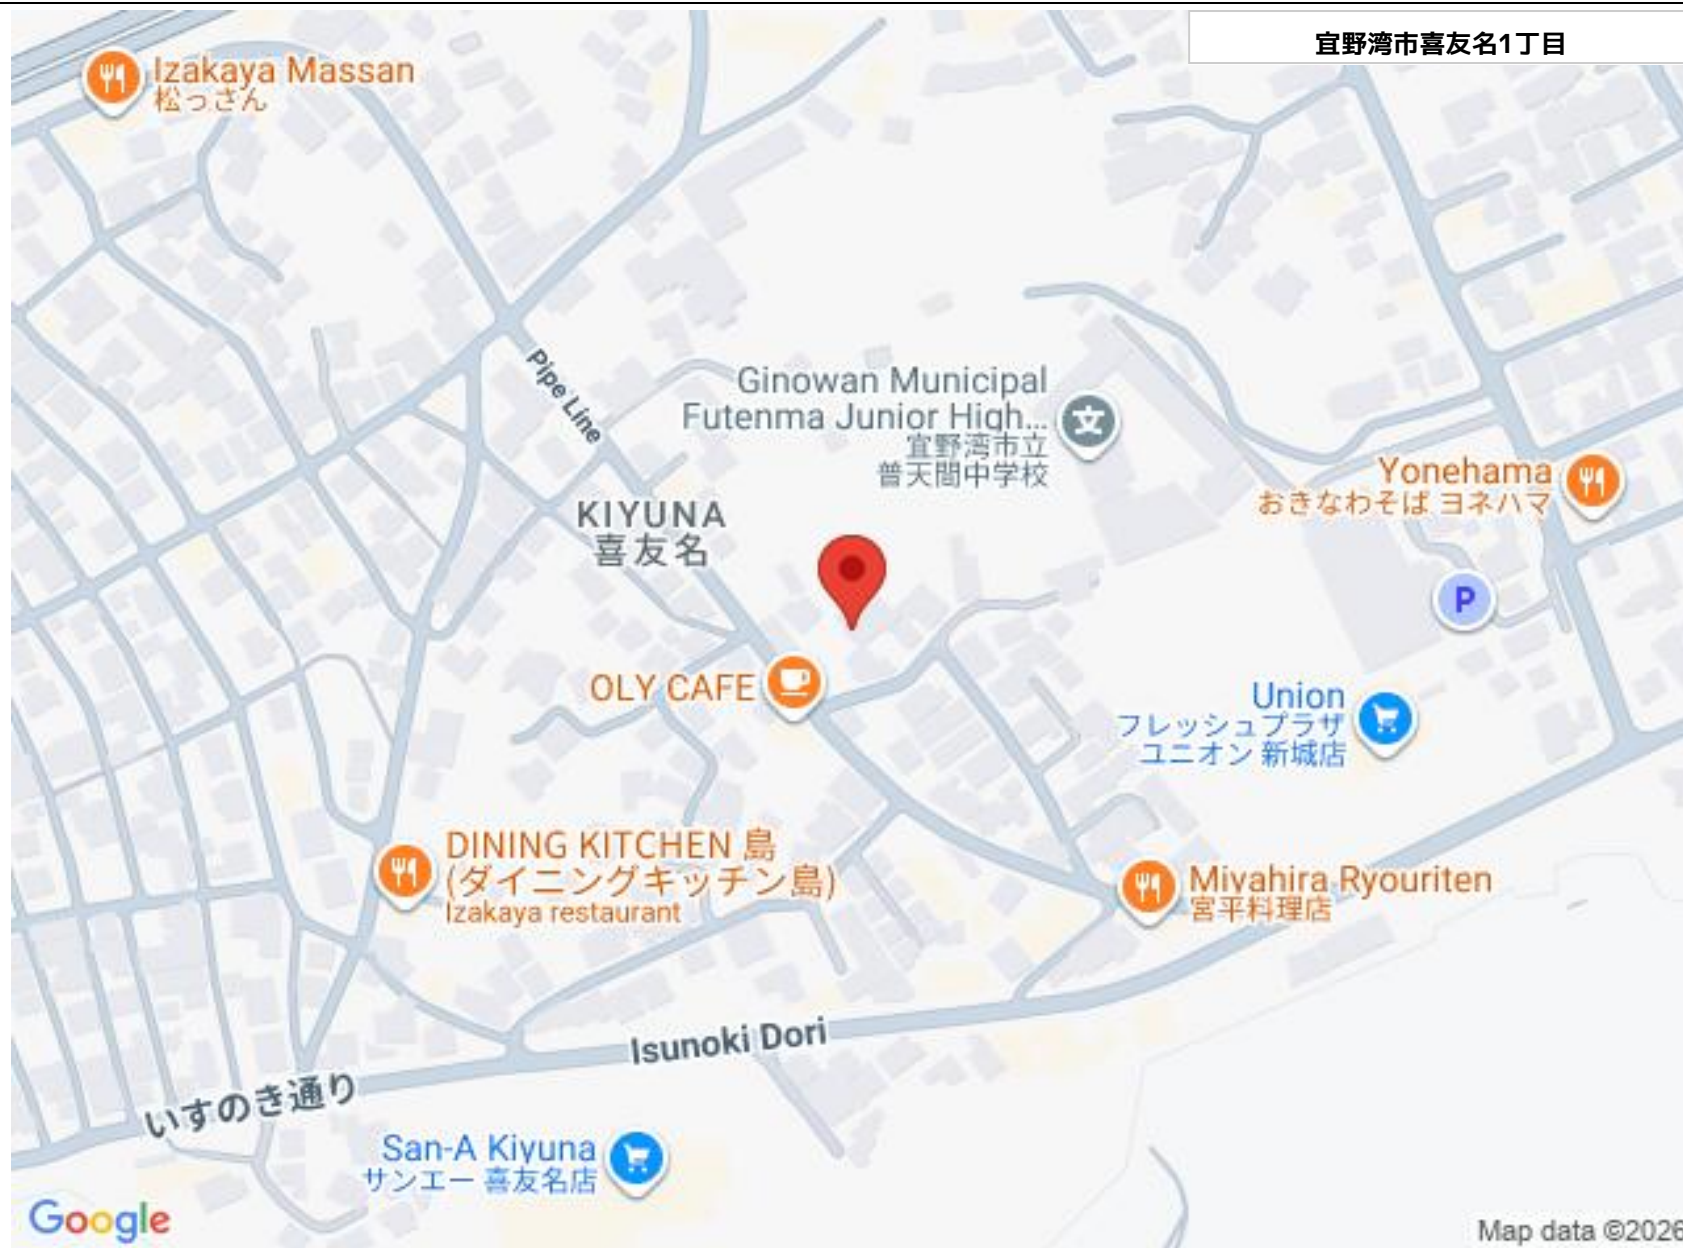 宜野湾市喜友名1丁目
Izakaya Massan
松っさん
Pipe Line
Ginowan Municipal
Futenma Junior High...
宜野湾市立
普天間中学校
文
Yonehama
おきなわそば ヨネハマ
KIYUNA
喜友名
P
OLY CAFE
Union
フレッシュプラザ
ユニオン 新城店
DINING KITCHEN 島
(ダイニングキッチン島)
Izakaya restaurant
Miyahira Ryouriten
宮平料理店
Isunoki Dori
いすのき通り
San-A Kiyuna
サンエー 喜友名店
Google
Map data ©2026